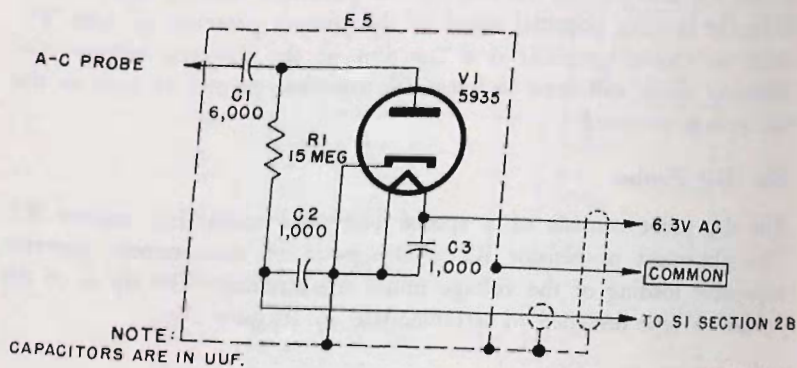 E 5
A-C PROBE
C1
6,000
R1
15 MEG
V1
5935
C2
1,000
C3
1,000
6.3V AC
COMMON
TO S1 SECTION 2B
NOTE:
CAPACITORS ARE IN UUF.